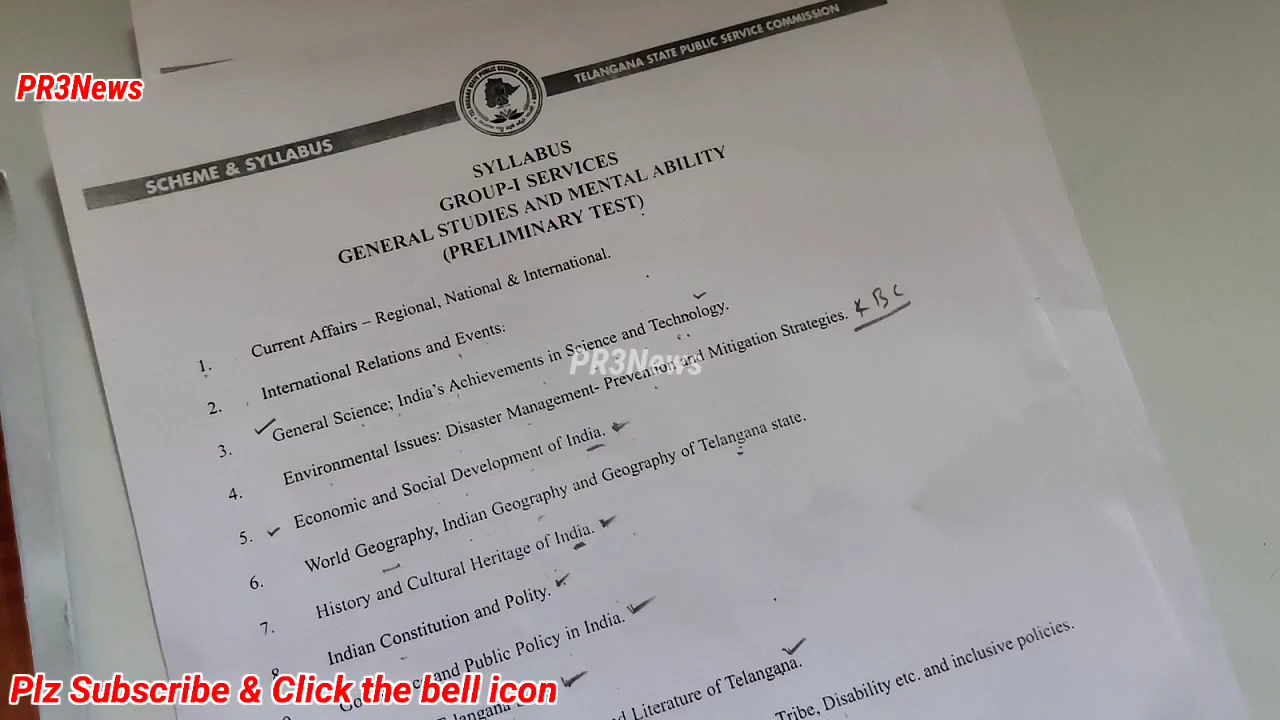 PR3News
SCHEME & SYLLABUS
TELANGANA STATE PUBLIC SERVICE COMMISSION
SYLLABUS
GROUP-I SERVICES
GENERAL STUDIES AND MENTAL ABILITY
(PRELIMINARY TEST)
1. Current Affairs – Regional, National & International.
2. International Relations and Events:
3. General Science; India's Achievements in Science and Technology.
4. Environmental Issues: Disaster Management- Prevention and Mitigation Strategies. KBC
5. Economic and Social Development of India.
6. World Geography, Indian Geography and Geography of Telangana state.
7. History and Cultural Heritage of India.
8. Indian Constitution and Polity.
and Public Policy in India.
Literature of Telangana.
Tribe, Disability etc. and inclusive policies.
PR3News
Plz Subscribe & Click the bell icon